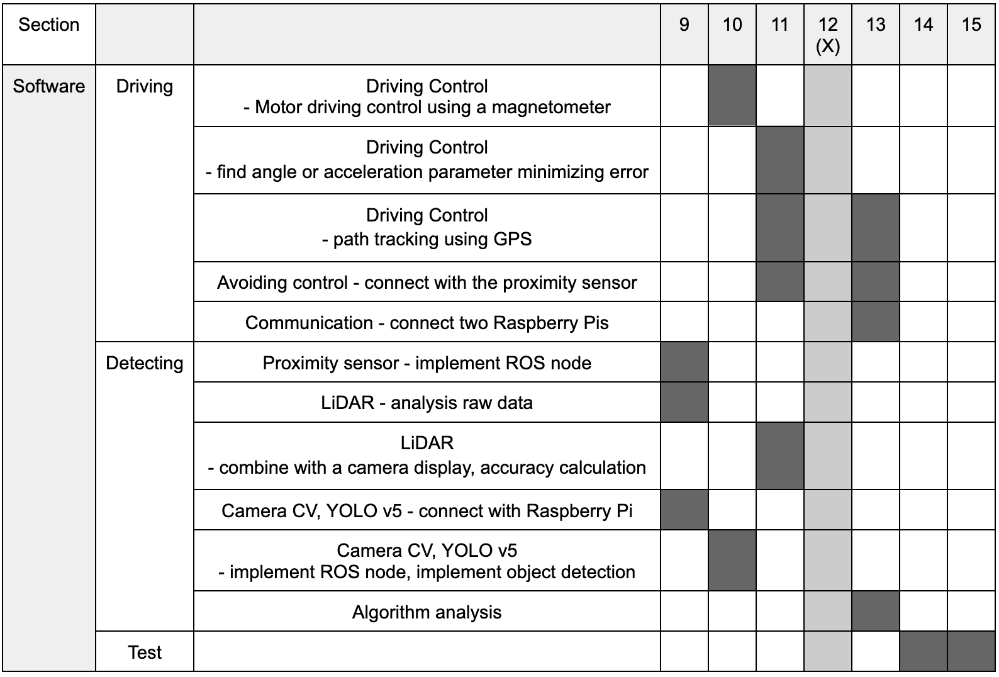 Section
9
10
11
12
(X)
13
14
15
Software
Driving
Driving Control
- Motor driving control using a magnetometer
Driving Control
- find angle or acceleration parameter minimizing error
Driving Control
- path tracking using GPS
Avoiding control - connect with the proximity sensor
Communication - connect two Raspberry Pis
Detecting
Proximity sensor - implement ROS node
LiDAR - analysis raw data
LiDAR
- combine with a camera display, accuracy calculation
Camera CV, YOLO v5 - connect with Raspberry Pi
Camera CV, YOLO v5
- implement ROS node, implement object detection
Algorithm analysis
Test